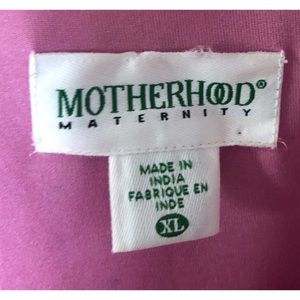 MOTHERHOOD®
MATERNITY
MADE IN
INDIA
FABRIQUE EN
INDE
XL